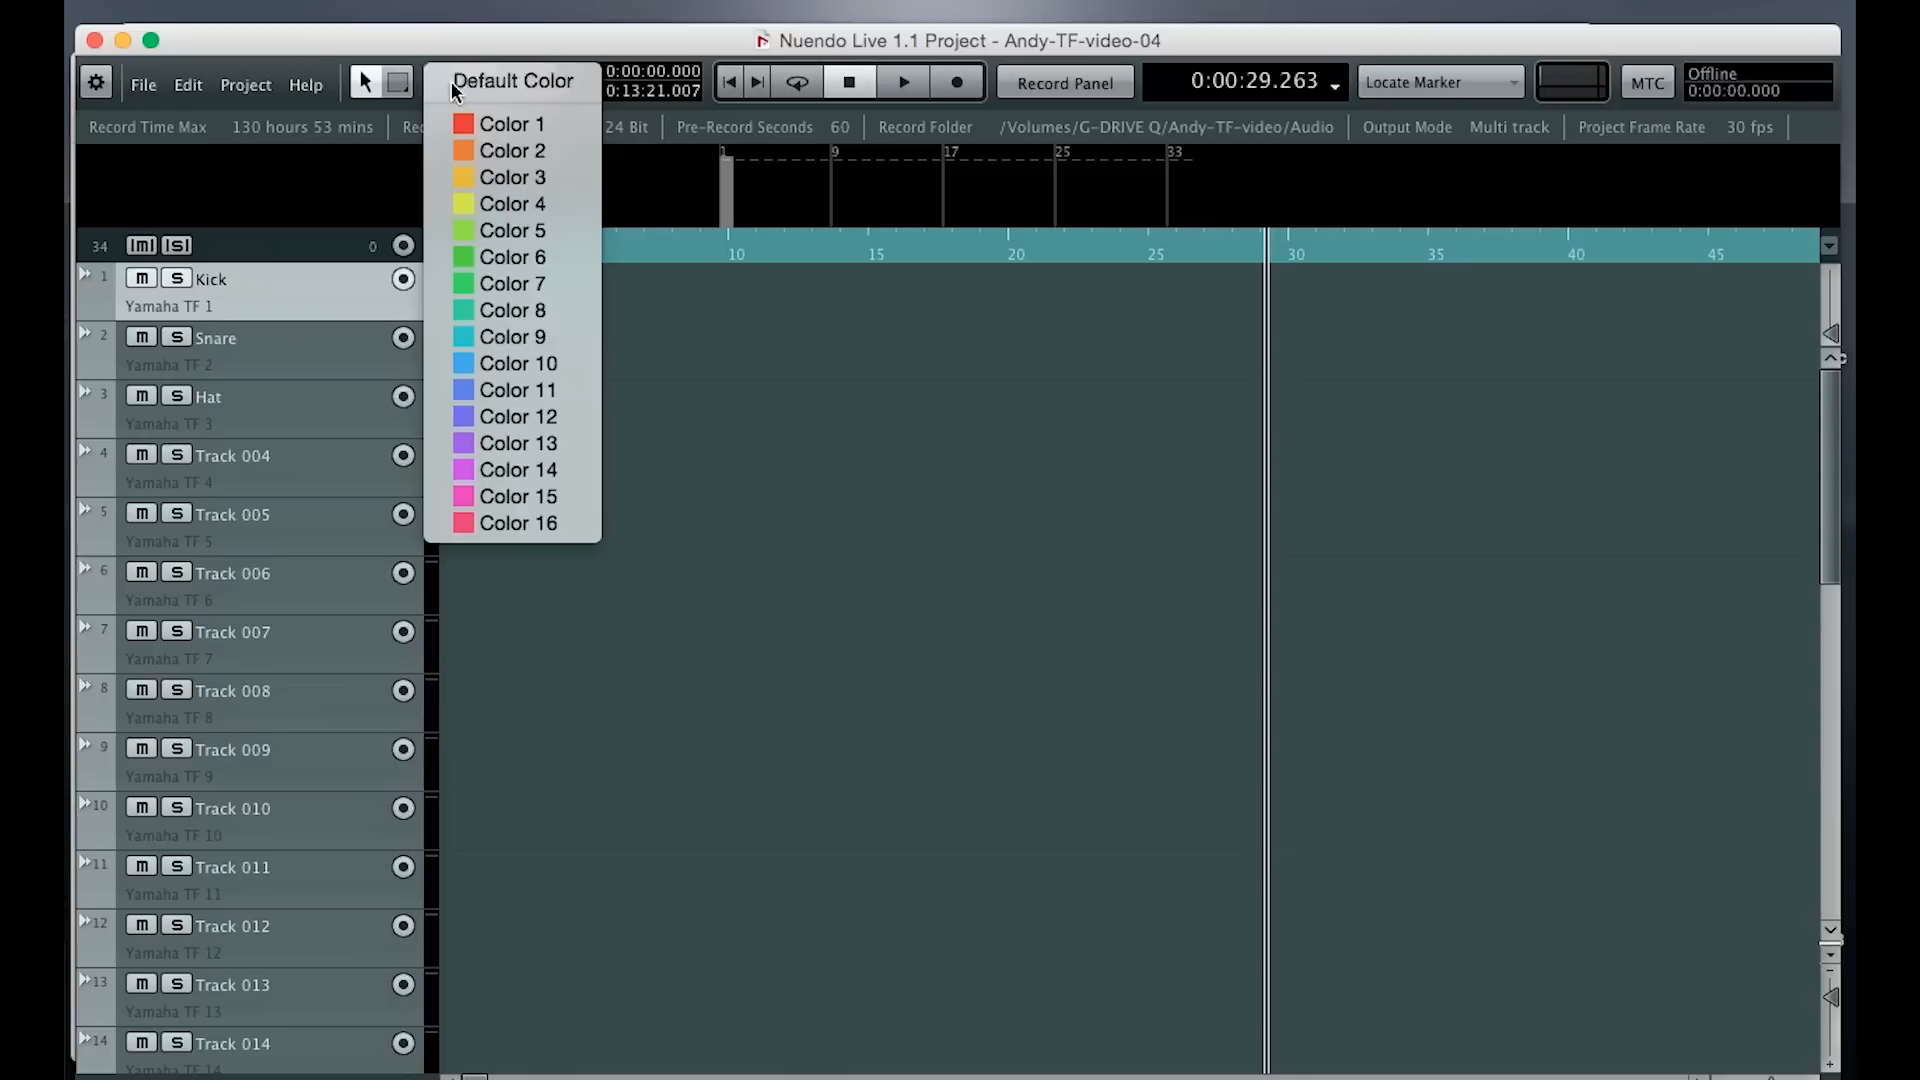 Nuendo Live 1.1 Project - Andy-TF-video-04
File Edit Project Help
0:00:00.000
0:13:21.007
Record Panel
0:00:29.263
Locate Marker
MTC
Offline
0:00:00.000
Default Color
Color 1
Color 2
Color 3
Color 4
Color 5
Color 6
Color 7
Color 8
Color 9
Color 10
Color 11
Color 12
Color 13
Color 14
Color 15
Color 16
Record Time Max 130 hours 53 mins 24 Bit Pre-Record Seconds 60 Record Folder /Volumes/G-DRIVE Q/Andy-TF-video/Audio Output Mode Multi track Project Frame Rate 30 fps
1 9 17 25 33
10 15 20 25 30 35 40 45
34 m s 0
1 m s Kick
Yamaha TF 1
2 m s Snare
Yamaha TF 2
3 m s Hat
Yamaha TF 3
4 m s Track 004
Yamaha TF 4
5 m s Track 005
Yamaha TF 5
6 m s Track 006
Yamaha TF 6
7 m s Track 007
Yamaha TF 7
8 m s Track 008
Yamaha TF 8
9 m s Track 009
Yamaha TF 9
10 m s Track 010
Yamaha TF 10
11 m s Track 011
Yamaha TF 11
12 m s Track 012
Yamaha TF 12
13 m s Track 013
Yamaha TF 13
14 m s Track 014
Yamaha TF 14